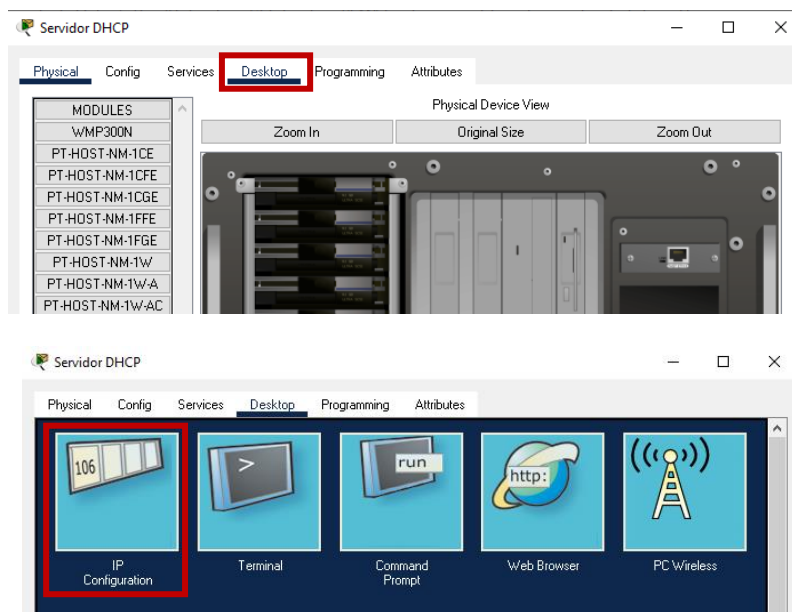 Servidor DHCP
Physical Config Services Desktop Programming Attributes
MODULES
WMP300N
PT-HOST-NM-1CE
PT-HOST-NM-1CFE
PT-HOST-NM-1CGE
PT-HOST-NM-1FFE
PT-HOST-NM-1FGE
PT-HOST-NM-1W
PT-HOST-NM-1W-A
PT-HOST-NM-1W-AC
Physical Device View
Zoom In Original Size Zoom Out
Servidor DHCP
Physical Config Services Desktop Programming Attributes
106
>
run
http:
IP
Configuration
Terminal
Command
Prompt
Web Browser
PC Wireless